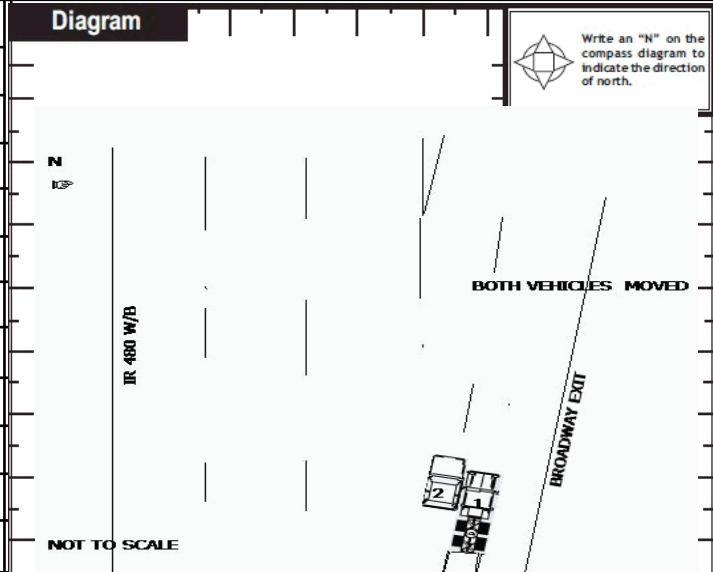 Diagram
Write an “N” on the
compass diagram to
indicate the direction
of north.
N
BOTH VEHICLES MOVED
IR 480 W/B
BROADWAY EXIT
2
1
NOT TO SCALE